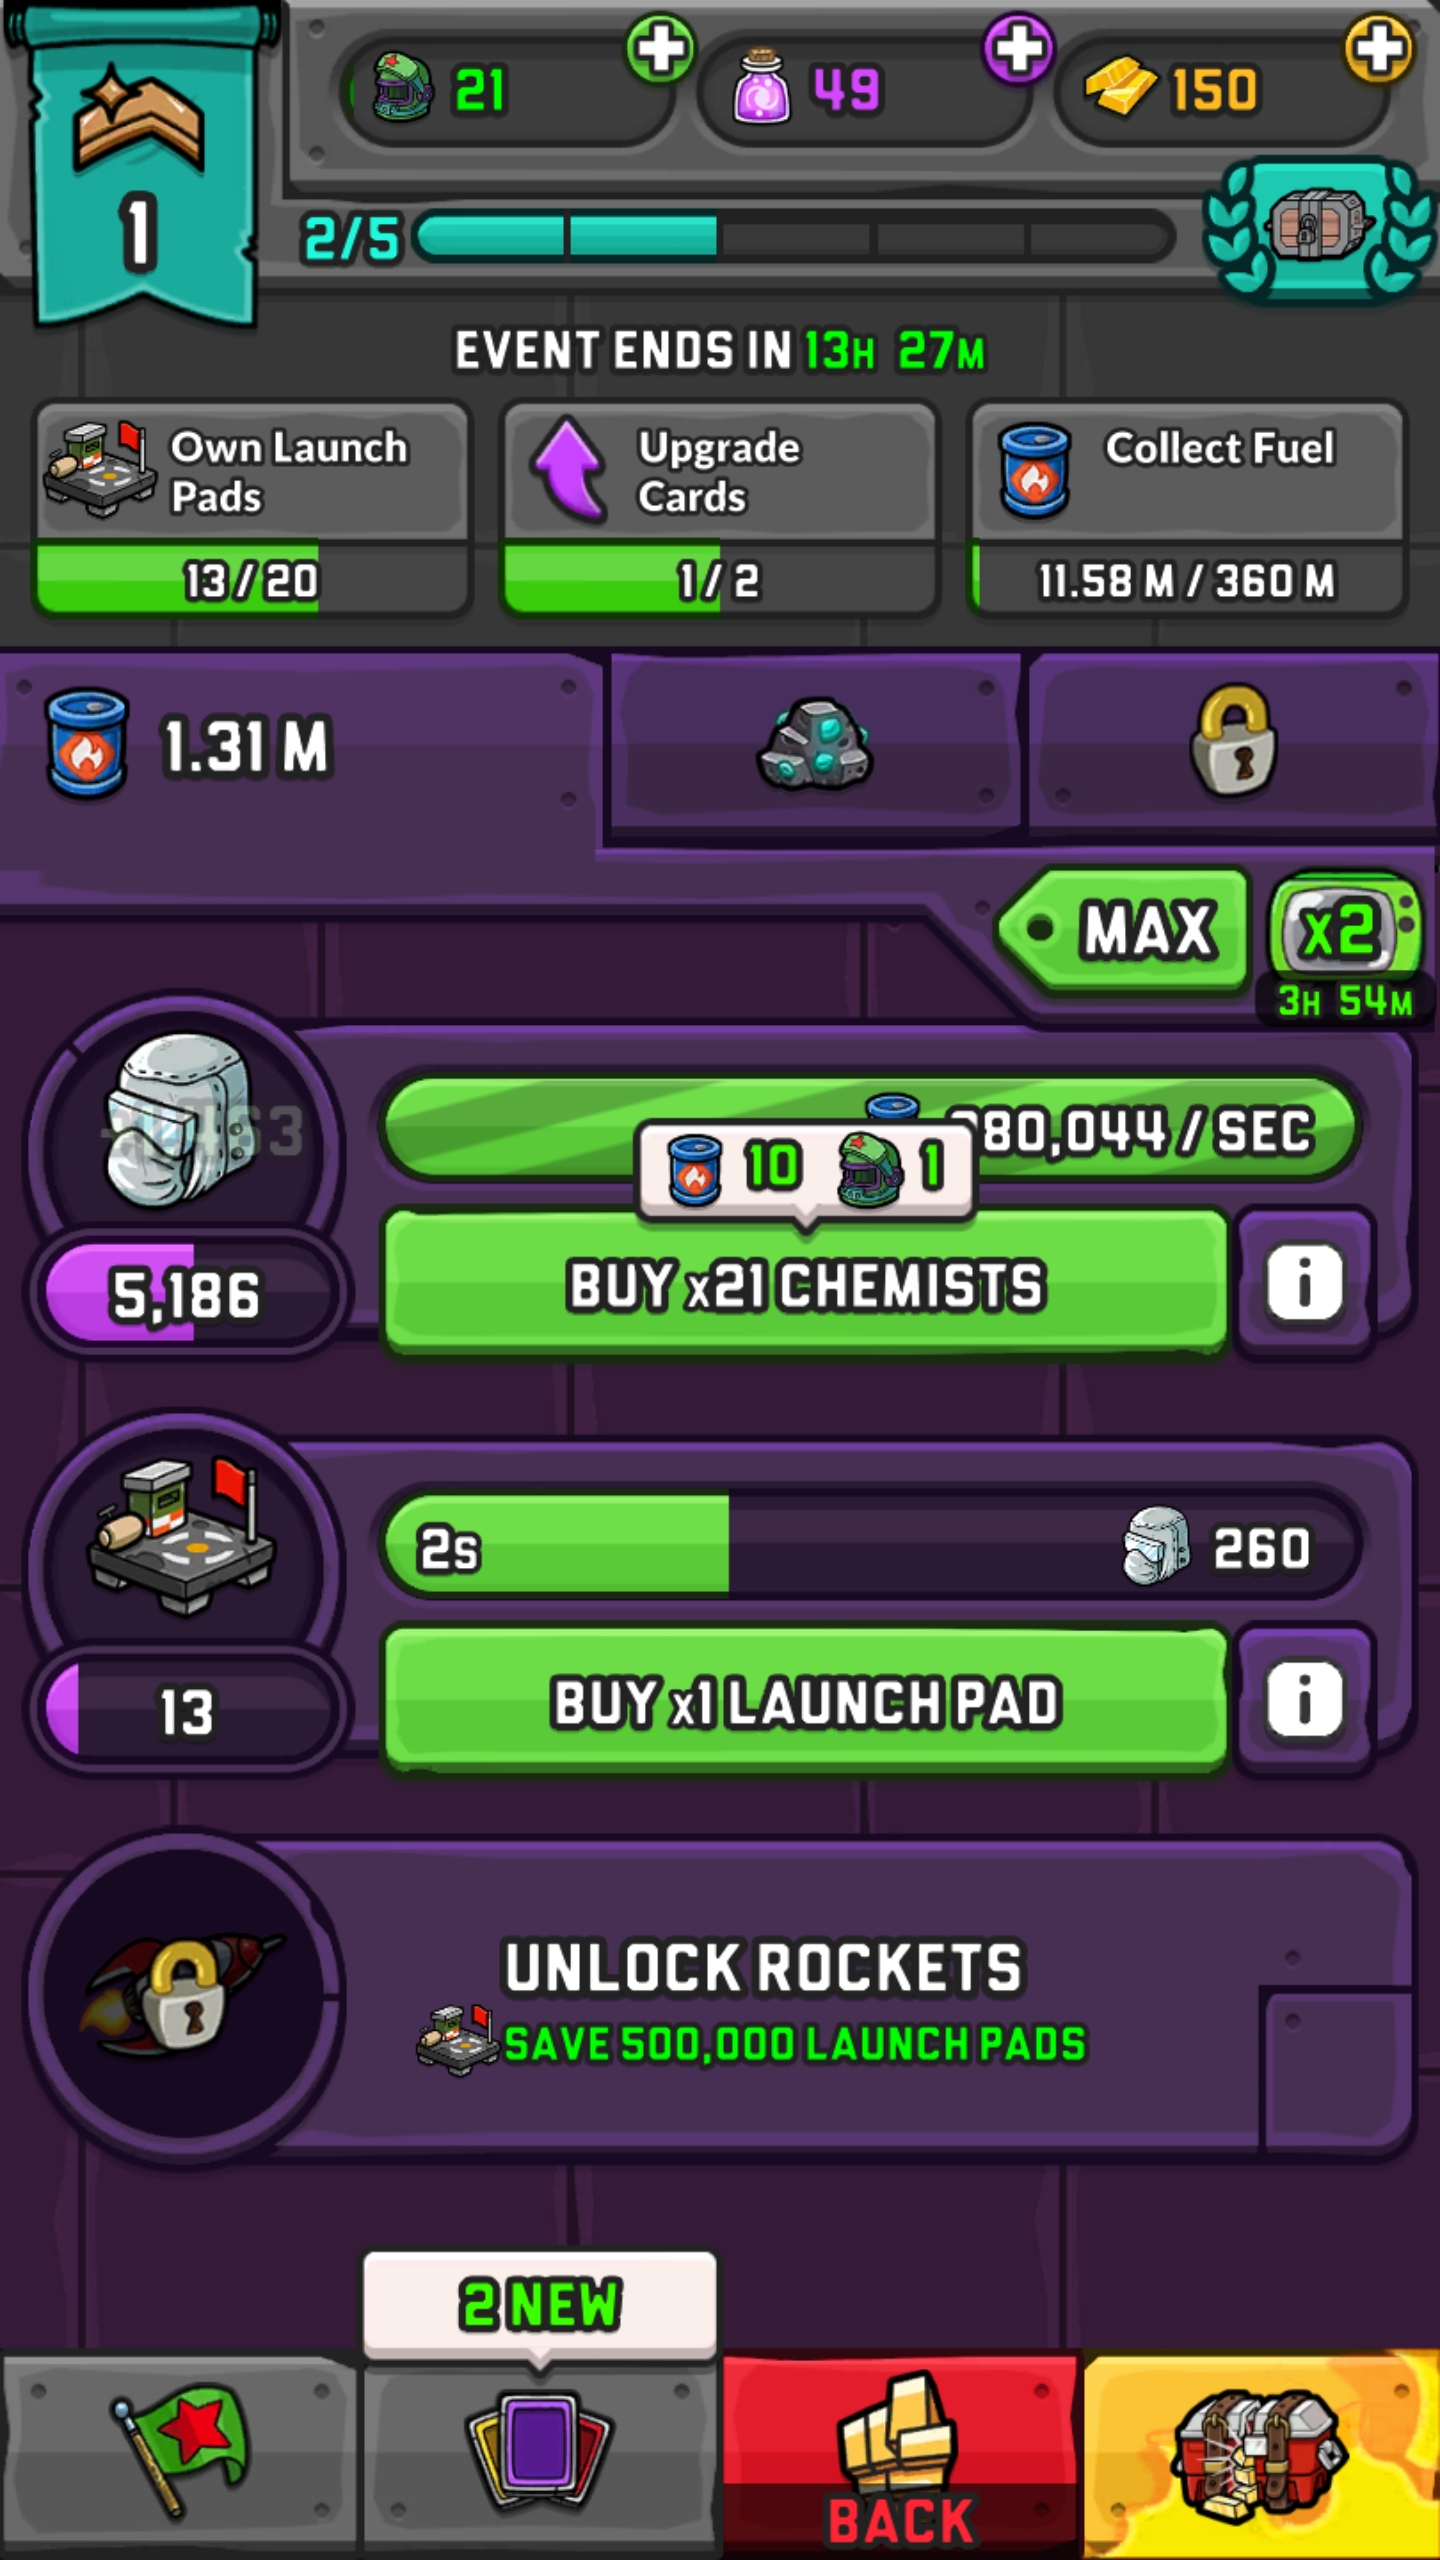 21
49
150
1
2/5
EVENT ENDS IN 13H 27M
Own Launch
Pads
Upgrade
Cards
Collect Fuel
13/20
1/2
11.58 M / 360 M
1.31 M
MAX
x2
3H 54M
80,044 / SEC
10
1
5,186
BUY x21 CHEMISTS
i
2s
260
13
BUY x1 LAUNCH PAD
i
UNLOCK ROCKETS
SAVE 500,000 LAUNCH PADS
2 NEW
BACK